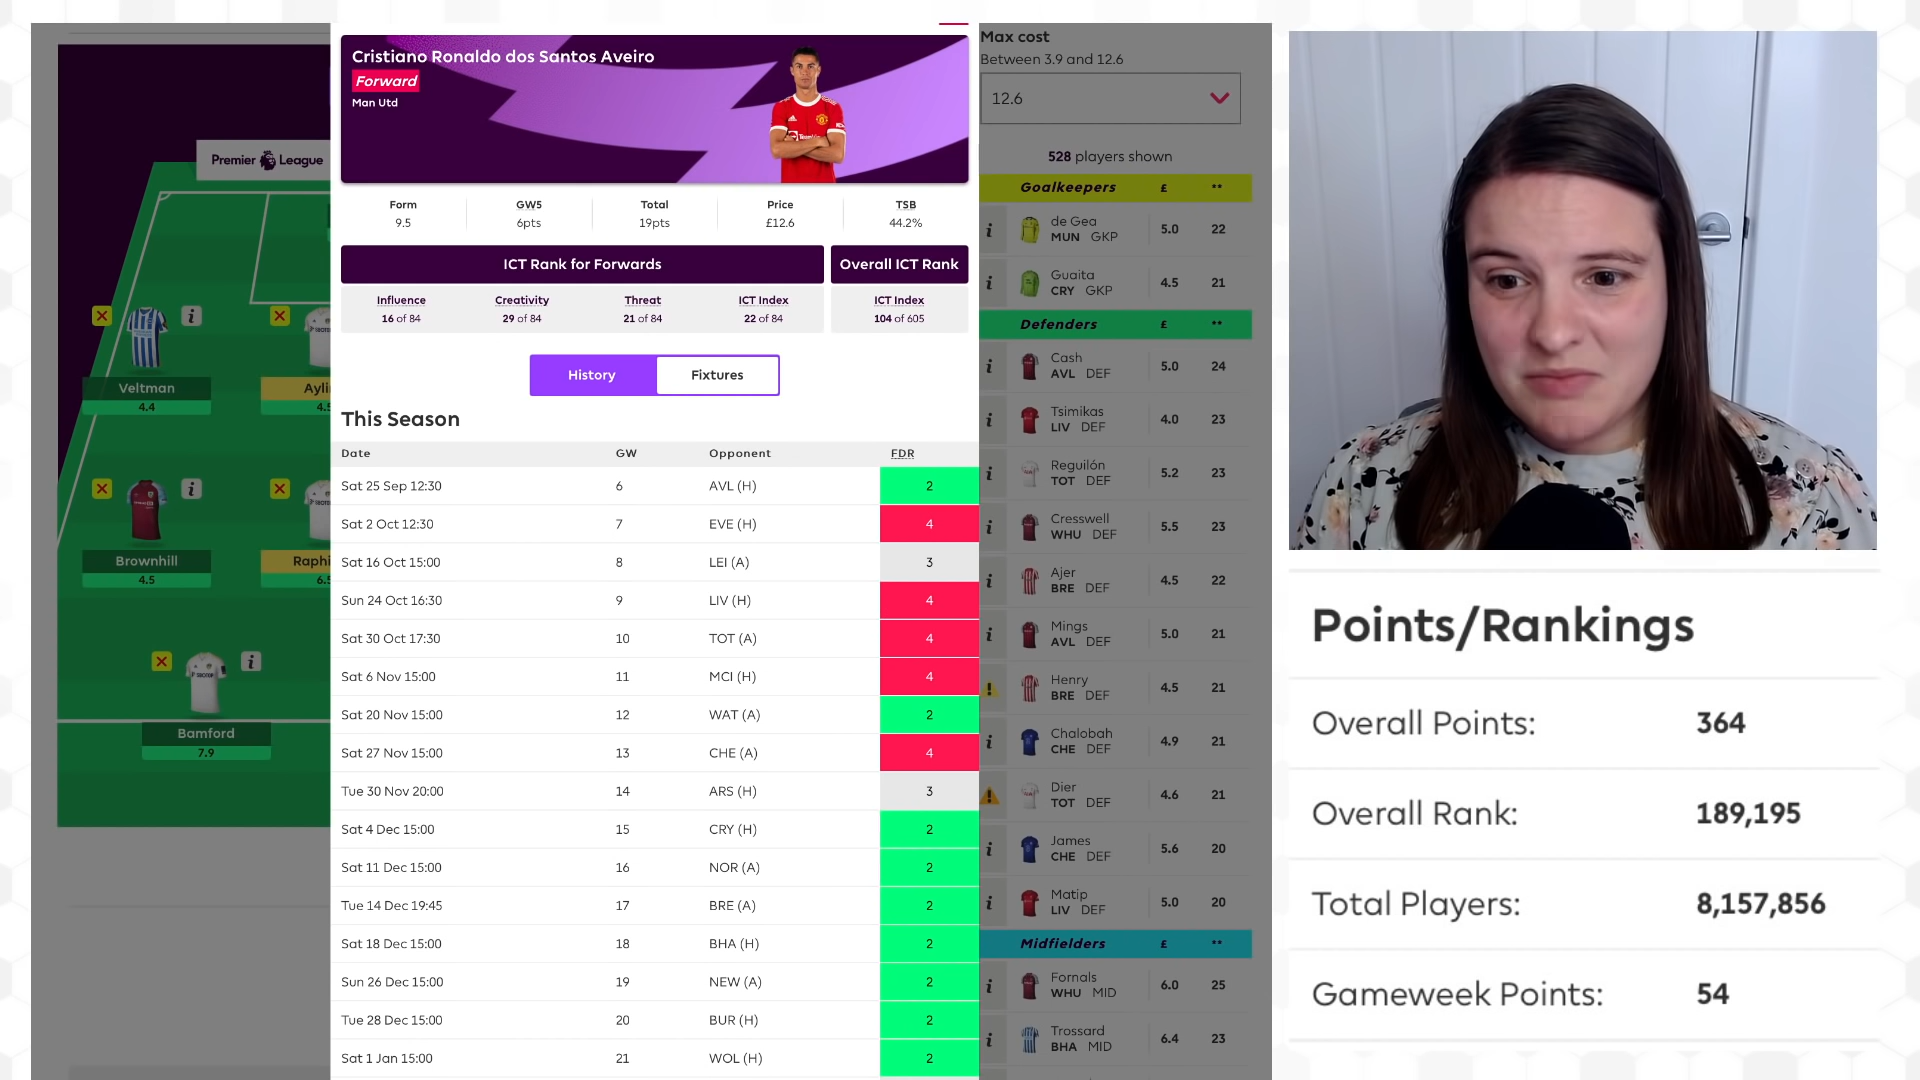 Premier League
Veltman
4.4
4.5
Brownhill
4.5
6.5
Bamford
7.9
Cristiano Ronaldo dos Santos Aveiro
Forward
Man Utd
Form GW5 Total Price TSB
9.5 6pts 19pts £12.6 44.2%
ICT Rank for Forwards Overall ICT Rank
Influence Creativity Threat ICT Index ICT Index
16 of 84 29 of 84 21 of 84 22 of 84 104 of 605
History Fixtures
This Season
Date GW Opponent FDR
Sat 25 Sep 12:30 6 AVL (H) 2
Sat 2 Oct 12:30 7 EVE (H) 4
Sat 16 Oct 15:00 8 LEI (A) 3
Sun 24 Oct 16:30 9 LIV (H) 4
Sat 30 Oct 17:30 10 TOT (A) 4
Sat 6 Nov 15:00 11 MCI (H) 4
Sat 20 Nov 15:00 12 WAT (A) 2
Sat 27 Nov 15:00 13 CHE (A) 4
Tue 30 Nov 20:00 14 ARS (H) 3
Sat 4 Dec 15:00 15 CRY (H) 2
Sat 11 Dec 15:00 16 NOR (A) 2
Tue 14 Dec 19:45 17 BRE (A) 2
Sat 18 Dec 15:00 18 BHA (H) 2
Sun 26 Dec 15:00 19 NEW (A) 2
Tue 28 Dec 15:00 20 BUR (H) 2
Sat 1 Jan 15:00 21 WOL (H) 2
Max cost
Between 3.9 and 12.6
12.6
528 players shown
Goalkeepers £ **
de Gea
MUN GKP 5.0 22
Guaita
CRY GKP 4.5 21
Defenders £ **
Cash
AVL DEF 5.0 24
Tsimikas
LIV DEF 4.0 23
Reguilón
TOT DEF 5.2 23
Cresswell
WHU DEF 5.5 23
Ajer
BRE DEF 4.5 22
Mings
AVL DEF 5.0 21
Henry
BRE DEF 4.5 21
Chalobah
CHE DEF 4.9 21
Dier
TOT DEF 4.6 21
James
CHE DEF 5.6 20
Matip
LIV DEF 5.0 20
Midfielders £ **
Fornals
WHU MID 6.0 25
Trossard
BHA MID 6.4 23
Points/Rankings
Overall Points: 364
Overall Rank: 189,195
Total Players: 8,157,856
Gameweek Points: 54